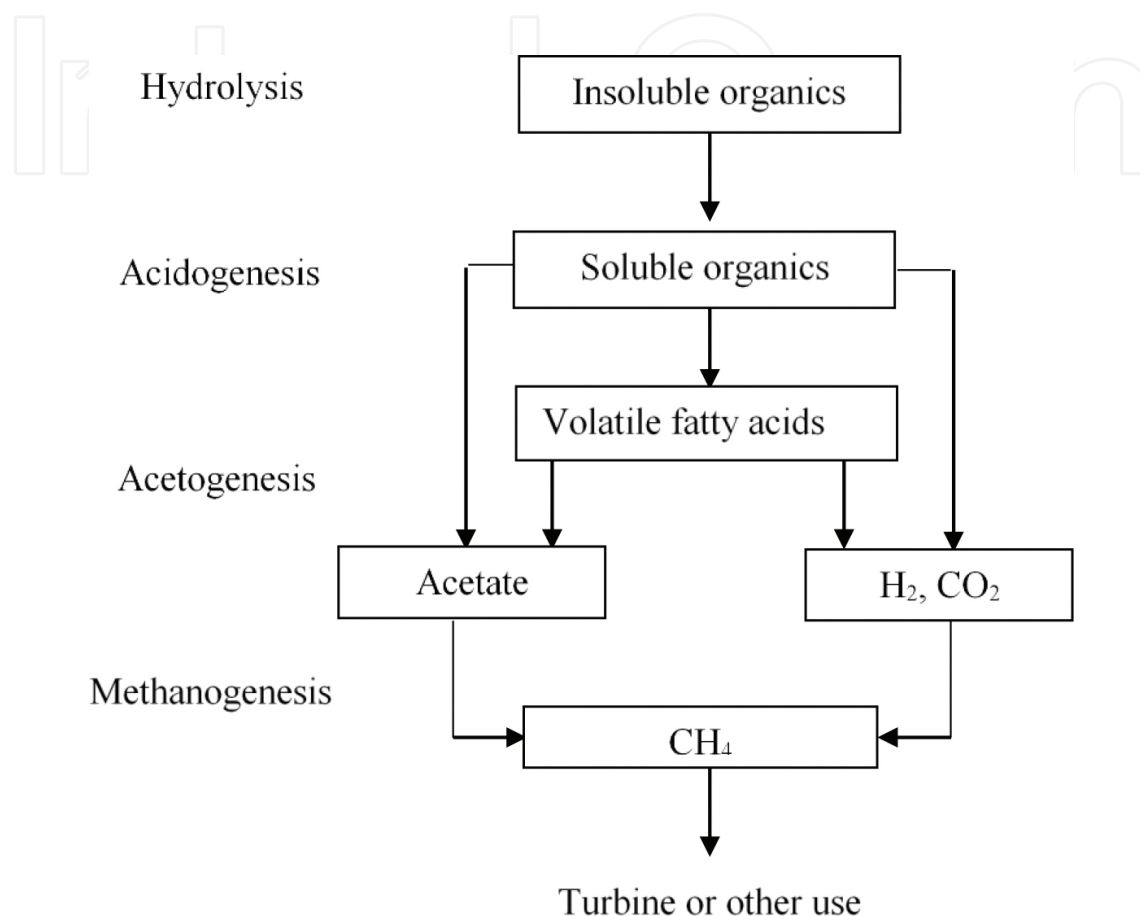 Hydrolysis
Insoluble organics
Acidogenesis
Soluble organics
Volatile fatty acids
Acetogenesis
Acetate
H₂, CO₂
Methanogenesis
CH₄
Turbine or other use